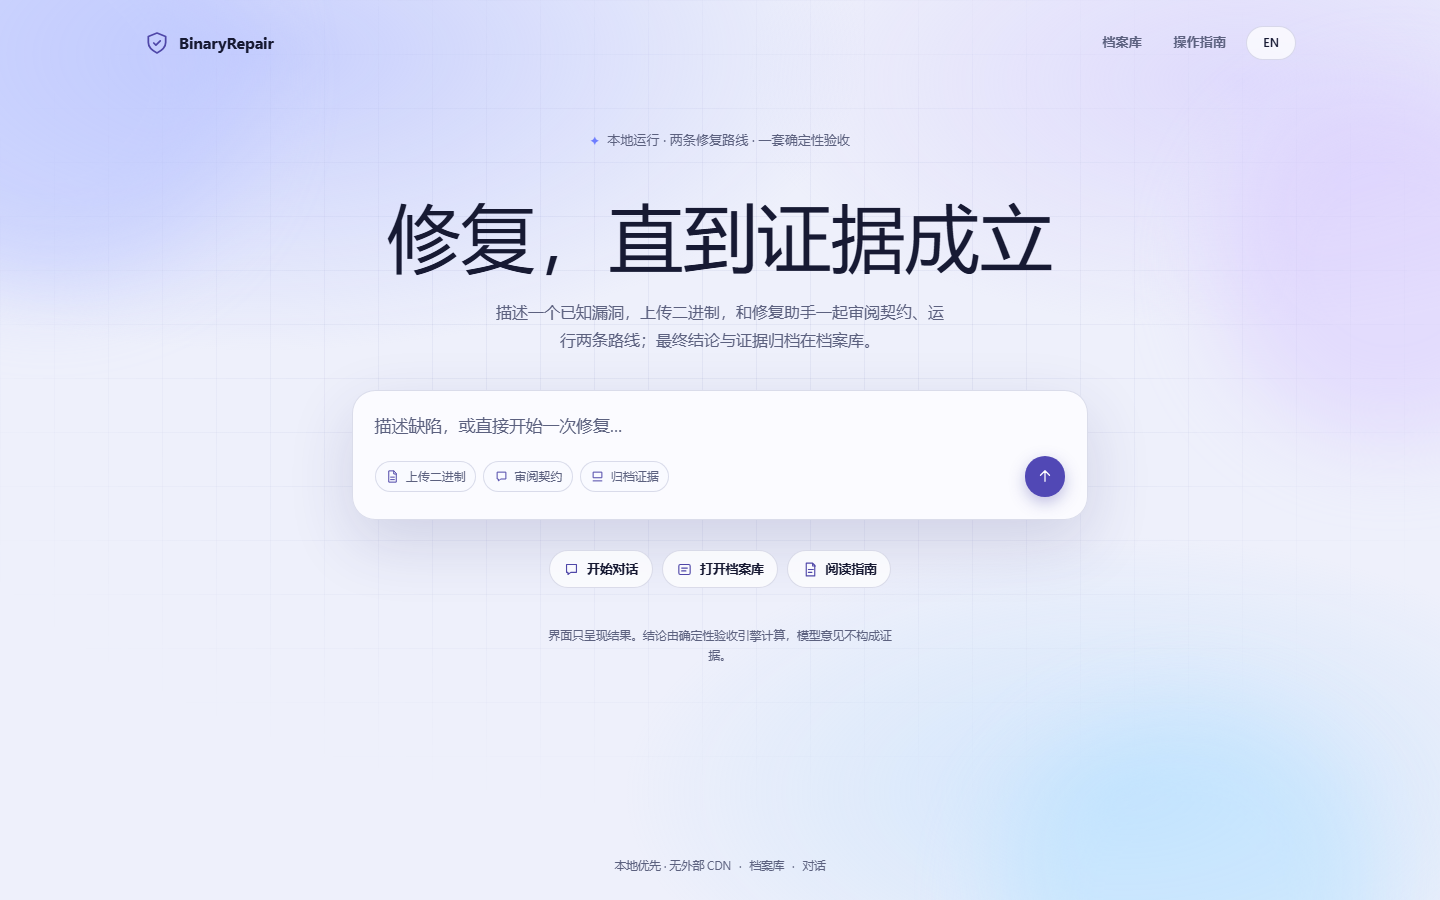 BinaryRepair
档案库
操作指南
EN
✦ 本地运行 · 两条修复路线 · 一套确定性验收
修复，直到证据成立
描述一个已知漏洞，上传二进制，和修复助手一起审阅契约、运
行两条路线；最终结论与证据归档在档案库。
描述缺陷，或直接开始一次修复...
上传二进制
审阅契约
归档证据
开始对话
打开档案库
阅读指南
界面只呈现结果。结论由确定性验收引擎计算，模型意见不构成证
据。
本地优先 · 无外部 CDN · 档案库 · 对话